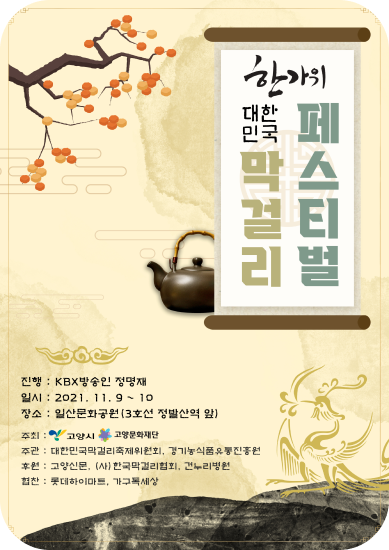 한가위
대한
민국
막걸리
페스티벌
진행 : KBX방송인 정명재
일시 : 2021. 11. 9 ~ 10
장소 : 일산문화공원(3호선 정발산역 앞)
주최 : 고양시 고양문화재단
주관 : 대한민국막걸리축제위원회, 경기농식품유통진흥원
후원 : 고양신문, (사)한국막걸리협회, 건누리병원
협찬 : 롯데하이마트, 가구톡세상